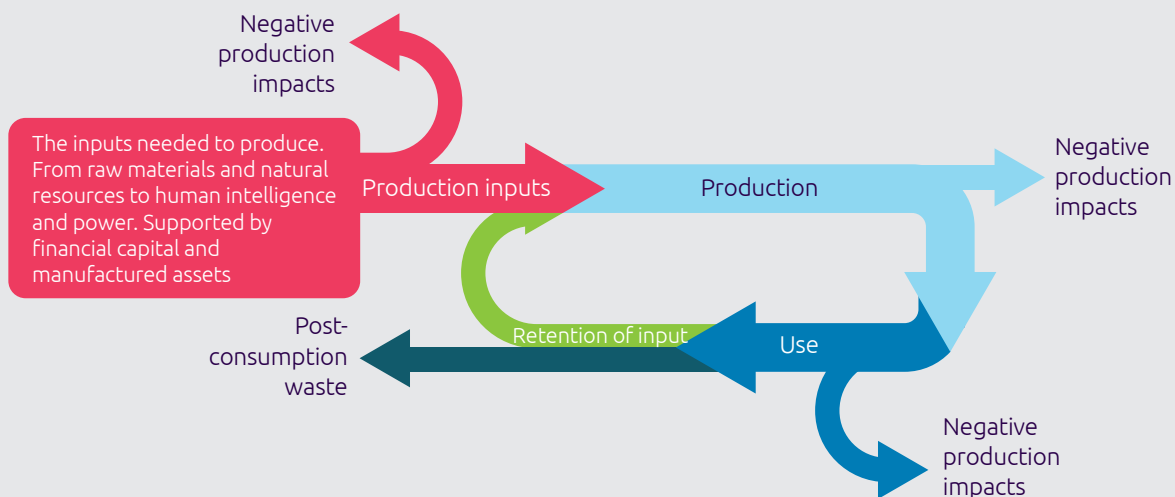 Negative
production
impacts
The inputs needed to produce.
From raw materials and natural
resources to human intelligence
and power. Supported by
financial capital and
manufactured assets
Production inputs
Production
Negative
production
impacts
Retention of input
Use
Post-
consumption
waste
Negative
production
impacts